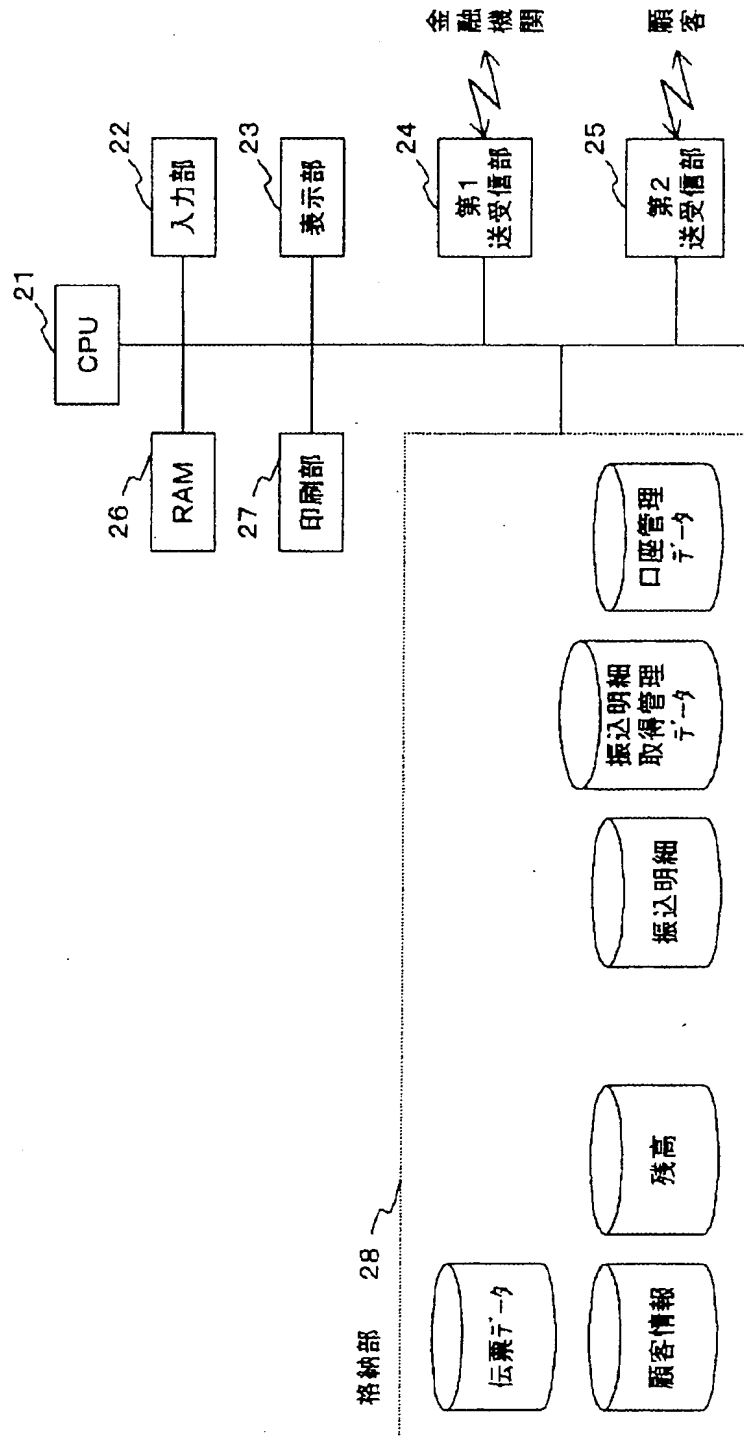 21
CPU
22
入力部
23
表示部
24
第1
送受信部
金融機関
25
第2
送受信部
顧客
26
RAM
27
印刷部
格納部
28
伝票データ
顧客情報
残高
振込明細
振込明細
取得管理
データ
口座管理
データ